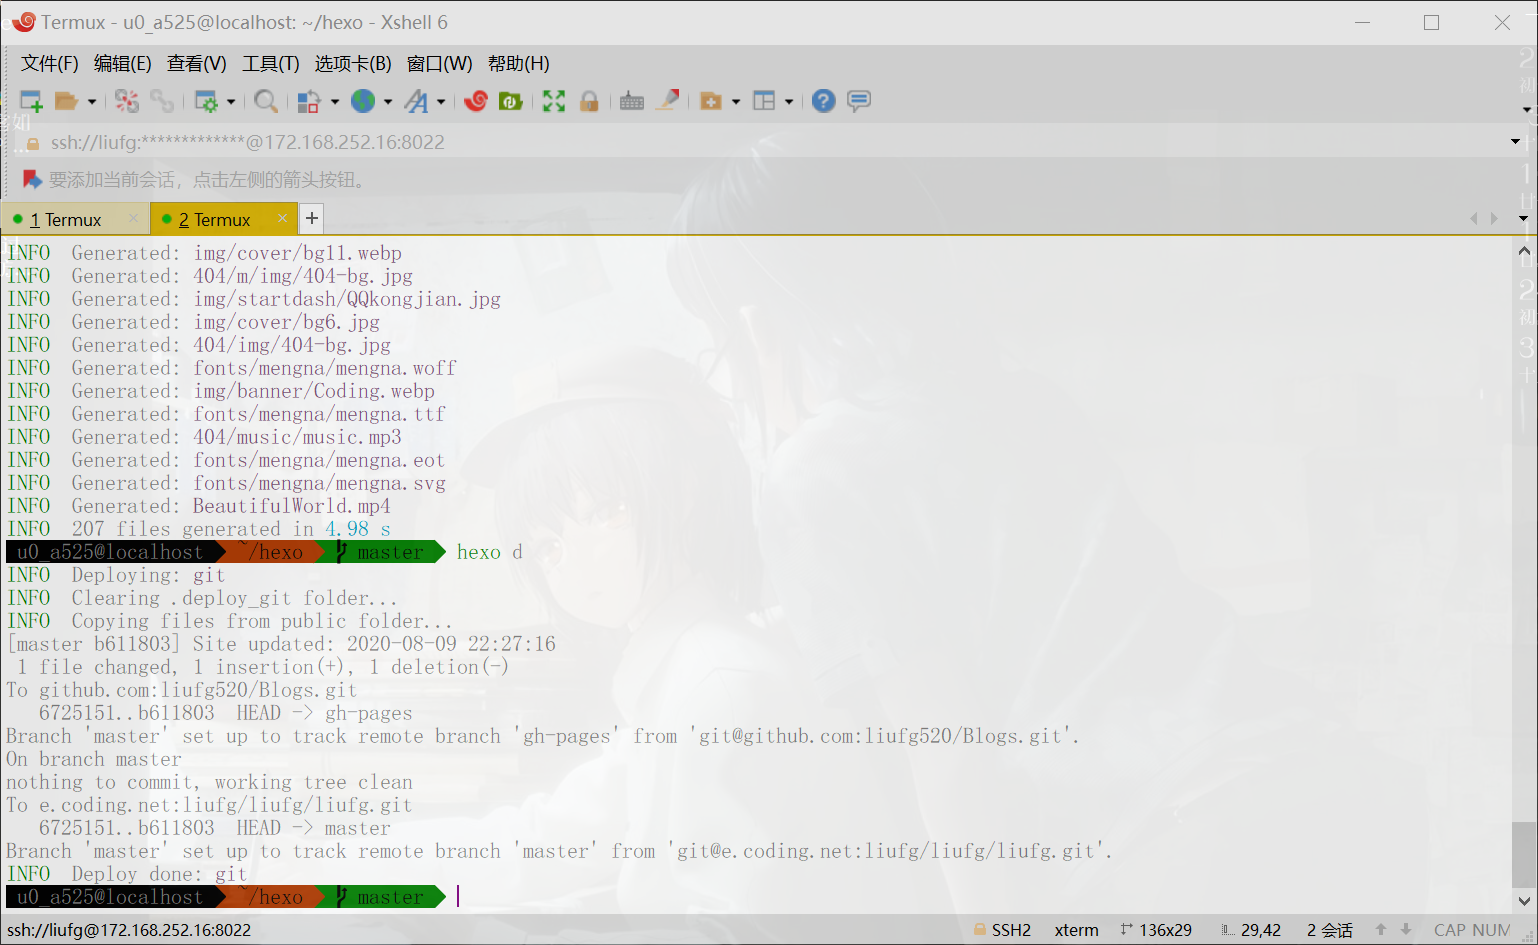 Termux - u0_a525@localhost: ~/hexo - Xshell 6
文件(F) 编辑(E) 查看(V) 工具(T) 选项卡(B) 窗口(W) 帮助(H)
ssh://liufg:*************@172.168.252.16:8022
要添加当前会话，点击左侧的箭头按钮。
1 Termux 2 Termux +
INFO Generated: img/cover/bg11.webp
INFO Generated: 404/m/img/404-bg.jpg
INFO Generated: img/startdash/QQkongjian.jpg
INFO Generated: img/cover/bg6.jpg
INFO Generated: 404/img/404-bg.jpg
INFO Generated: fonts/mengna/mengna.woff
INFO Generated: img/banner/Coding.webp
INFO Generated: fonts/mengna/mengna.ttf
INFO Generated: 404/music/music.mp3
INFO Generated: fonts/mengna/mengna.eot
INFO Generated: fonts/mengna/mengna.svg
INFO Generated: BeautifulWorld.mp4
INFO 207 files generated in 4.98 s
u0_a525@localhost ~/hexo master hexo d
INFO Deploying: git
INFO Clearing .deploy_git folder...
INFO Copying files from public folder...
[master b611803] Site updated: 2020-08-09 22:27:16
1 file changed, 1 insertion(+), 1 deletion(-)
To github.com:liufg520/Blogs.git
6725151..b611803 HEAD -> gh-pages
Branch 'master' set up to track remote branch 'gh-pages' from 'git@github.com:liufg520/Blogs.git'.
On branch master
nothing to commit, working tree clean
To e.coding.net:liufg/liufg/liufg.git
6725151..b611803 HEAD -> master
Branch 'master' set up to track remote branch 'master' from 'git@e.coding.net:liufg/liufg/liufg.git'.
INFO Deploy done: git
u0_a525@localhost ~/hexo master
ssh://liufg@172.168.252.16:8022 SSH2 xterm 136x29 29,42 2 会话 CAP NUM